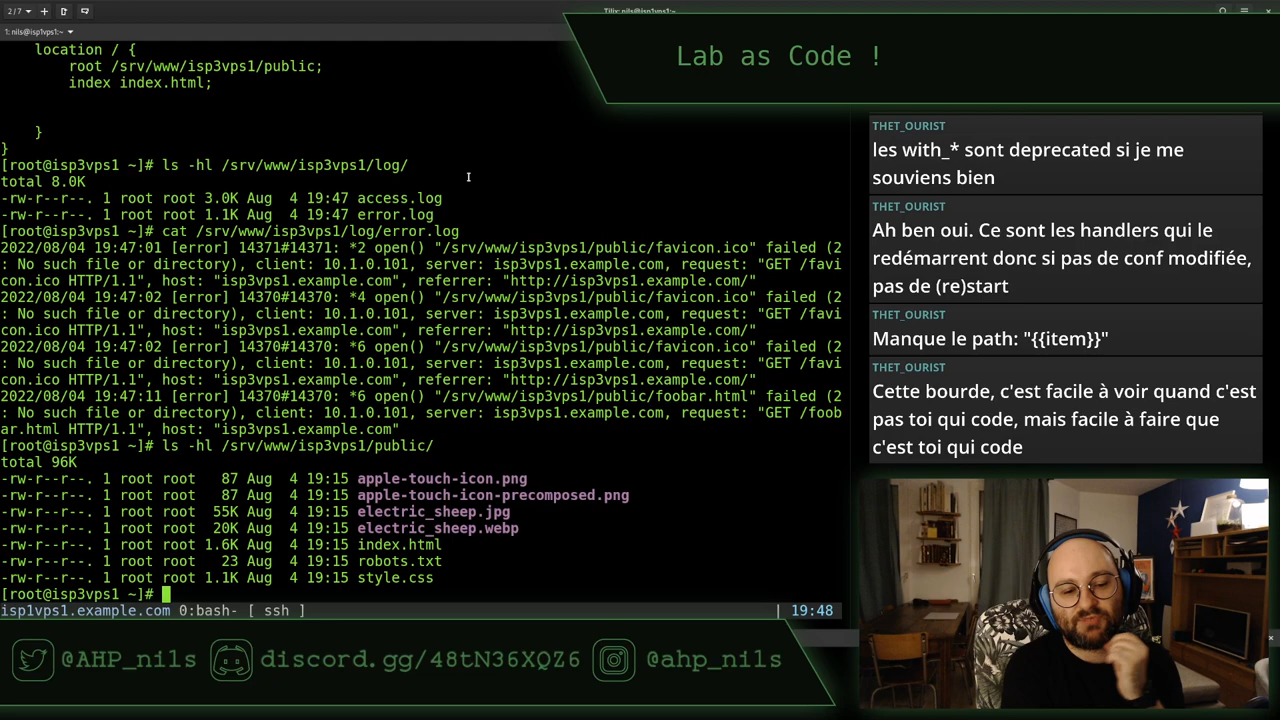 2/7
Tilix: nils@isp1vps1:~
1: nils@isp1vps1:~
Lab as Code !
location / {
root /srv/www/isp3vps1/public;
index index.html;
}
}
[root@isp3vps1 ~]# ls -hl /srv/www/isp3vps1/log/
total 8.0K
-rw-r--r--. 1 root root 3.0K Aug  4 19:47 access.log
-rw-r--r--. 1 root root 1.1K Aug  4 19:47 error.log
[root@isp3vps1 ~]# cat /srv/www/isp3vps1/log/error.log
2022/08/04 19:47:01 [error] 14371#14371: *2 open() "/srv/www/isp3vps1/public/favicon.ico" failed (2
: No such file or directory), client: 10.1.0.101, server: isp3vps1.example.com, request: "GET /favi
con.ico HTTP/1.1", host: "isp3vps1.example.com", referrer: "http://isp3vps1.example.com/"
2022/08/04 19:47:02 [error] 14370#14370: *4 open() "/srv/www/isp3vps1/public/favicon.ico" failed (2
: No such file or directory), client: 10.1.0.101, server: isp3vps1.example.com, request: "GET /favi
con.ico HTTP/1.1", host: "isp3vps1.example.com", referrer: "http://isp3vps1.example.com/"
2022/08/04 19:47:02 [error] 14370#14370: *6 open() "/srv/www/isp3vps1/public/favicon.ico" failed (2
: No such file or directory), client: 10.1.0.101, server: isp3vps1.example.com, request: "GET /favi
con.ico HTTP/1.1", host: "isp3vps1.example.com", referrer: "http://isp3vps1.example.com/"
2022/08/04 19:47:11 [error] 14370#14370: *6 open() "/srv/www/isp3vps1/public/foobar.html" failed (2
: No such file or directory), client: 10.1.0.101, server: isp3vps1.example.com, request: "GET /foob
ar.html HTTP/1.1", host: "isp3vps1.example.com"
[root@isp3vps1 ~]# ls -hl /srv/www/isp3vps1/public/
total 96K
-rw-r--r--. 1 root root   87 Aug  4 19:15 apple-touch-icon.png
-rw-r--r--. 1 root root   87 Aug  4 19:15 apple-touch-icon-precomposed.png
-rw-r--r--. 1 root root  55K Aug  4 19:15 electric_sheep.jpg
-rw-r--r--. 1 root root  20K Aug  4 19:15 electric_sheep.webp
-rw-r--r--. 1 root root 1.6K Aug  4 19:15 index.html
-rw-r--r--. 1 root root   23 Aug  4 19:15 robots.txt
-rw-r--r--. 1 root root 1.1K Aug  4 19:15 style.css
[root@isp3vps1 ~]#
isp1vps1.example.com 0:bash- [ ssh ] | 19:48
THET_OURIST
les with_* sont deprecated si je me
souviens bien
THET_OURIST
Ah ben oui. Ce sont les handlers qui le
redémarrent donc si pas de conf modifiée,
pas de (re)start
THET_OURIST
Manque le path: "{{item}}"
THET_OURIST
Cette bourde, c'est facile à voir quand c'est
pas toi qui code, mais facile à faire que
c'est toi qui code
@AHP_nils discord.gg/48tN36XQZ6 @ahp_nils